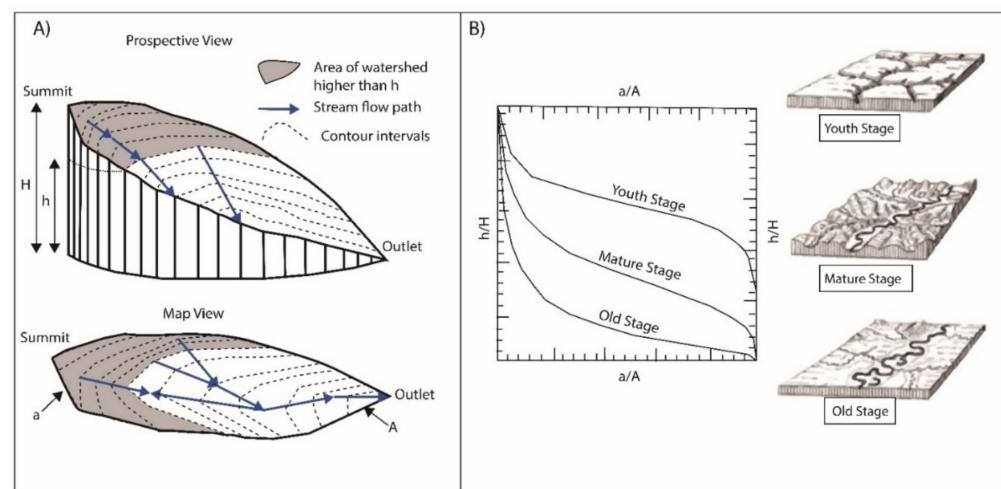 A)
Prospective View
Area of watershed
higher than h
Stream flow path
Contour intervals
Summit
H
h
Outlet
Map View
Summit
Outlet
a
A
B)
a/A
h/H
h/H
Youth Stage
Mature Stage
Old Stage
a/A
Youth Stage
Mature Stage
Old Stage